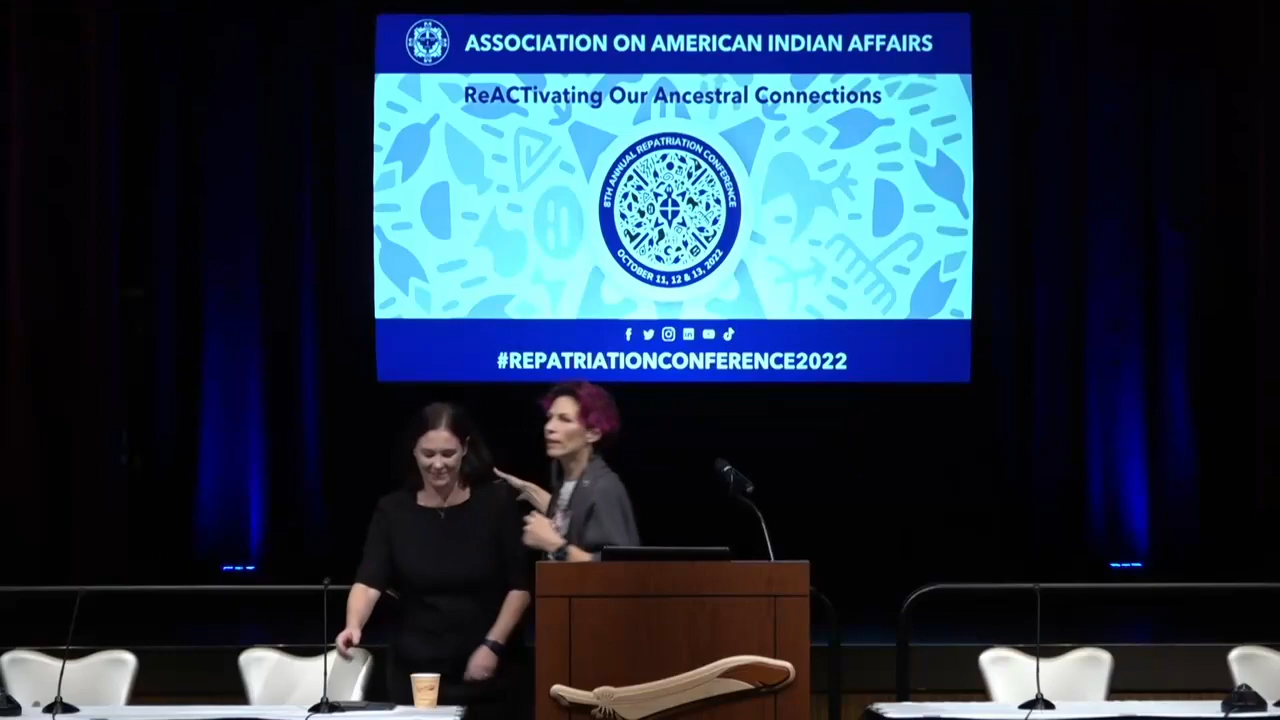 ASSOCIATION ON AMERICAN INDIAN AFFAIRS
ReACTivating Our Ancestral Connections
8TH ANNUAL REPATRIATION CONFERENCE
OCTOBER 11, 12 & 13, 2022
#REPATRIATIONCONFERENCE2022